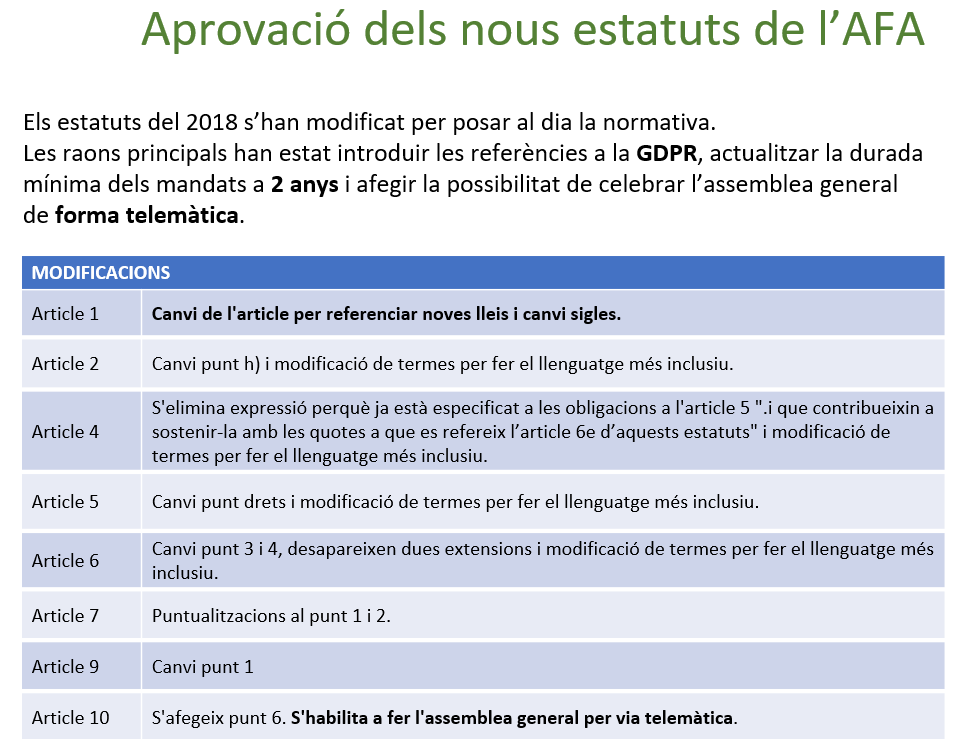 Aprovació dels nous estatuts de l’AFA
Els estatuts del 2018 s’han modificat per posar al dia la normativa.
Les raons principals han estat introduir les referències a la GDPR, actualitzar la durada
mínima dels mandats a 2 anys i afegir la possibilitat de celebrar l’assemblea general
de forma telemàtica.
MODIFICACIONS
Article 1 Canvi de l'article per referenciar noves lleis i canvi sigles.
Article 2 Canvi punt h) i modificació de termes per fer el llenguatge més inclusiu.
Article 4 S'elimina expressió perquè ja està especificat a les obligacions a l'article 5 ".i que contribueixin a
sostenir-la amb les quotes a que es refereix l’article 6e d’aquests estatuts" i modificació de
termes per fer el llenguatge més inclusiu.
Article 5 Canvi punt drets i modificació de termes per fer el llenguatge més inclusiu.
Article 6 Canvi punt 3 i 4, desapareixen dues extensions i modificació de termes per fer el llenguatge més
inclusiu.
Article 7 Puntualitzacions al punt 1 i 2.
Article 9 Canvi punt 1
Article 10 S'afegeix punt 6. S'habilita a fer l'assemblea general per via telemàtica.